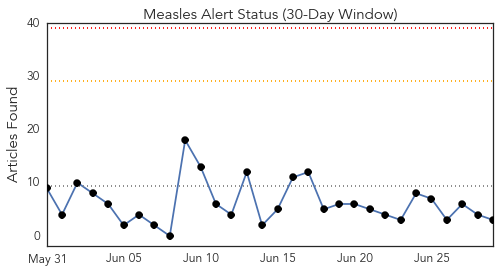 Measles Alert Status (30-Day Window)
Articles Found
40
30
20
10
0
May 31 Jun 05 Jun 10 Jun 15 Jun 20 Jun 25